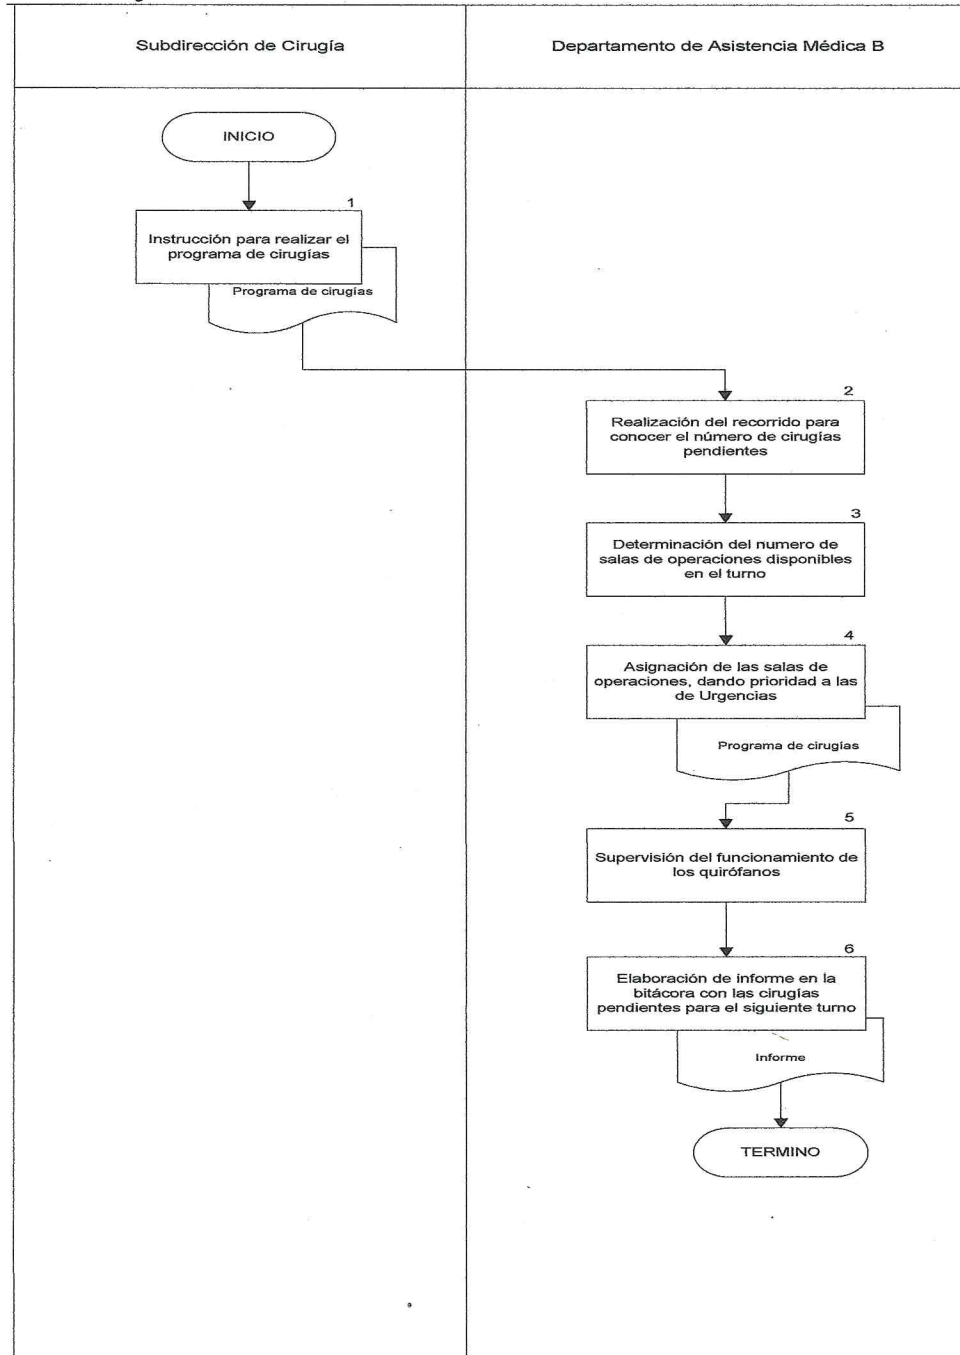 Subdirección de Cirugía
Departamento de Asistencia Médica B
INICIO
1
Instrucción para realizar el
programa de cirugías
Programa de cirugías
2
Realización del recorrido para
conocer el número de cirugías
pendientes
3
Determinación del numero de
salas de operaciones disponibles
en el turno
4
Asignación de las salas de
operaciones, dando prioridad a las
de Urgencias
Programa de cirugías
5
Supervisión del funcionamiento de
los quirófanos
6
Elaboración de informe en la
bitácora con las cirugías
pendientes para el siguiente turno
Informe
TERMINO